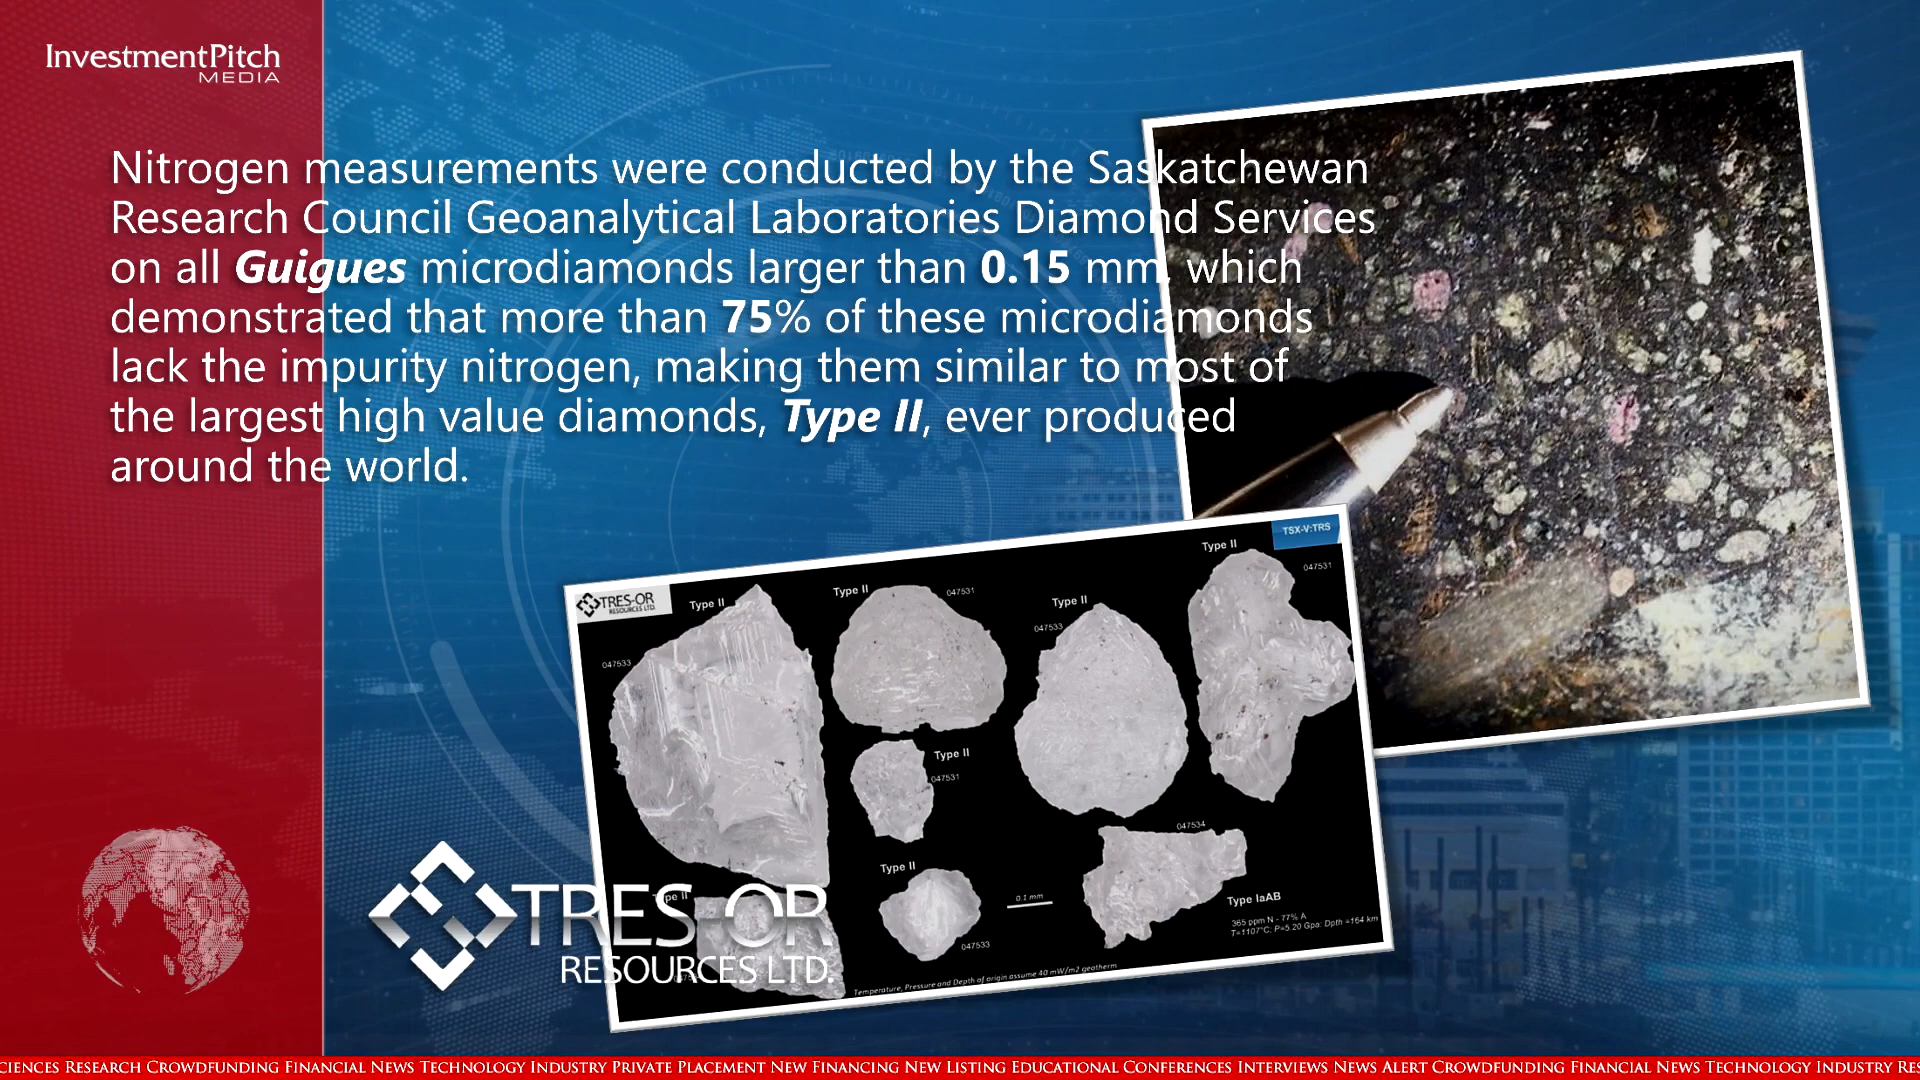 InvestmentPitch
MEDIA
Nitrogen measurements were conducted by the Saskatchewan
Research Council Geoanalytical Laboratories Diamond Services
on all Guigues microdiamonds larger than 0.15 mm, which
demonstrated that more than 75% of these microdiamonds
lack the impurity nitrogen, making them similar to most of
the largest high value diamonds, Type II, ever produced
around the world.
TSX-V:TRS
TRES-OR
RESOURCES LTD.
Type II
047533
Type II
047531
Type II
047533
Type II
047531
Type II
047531
Type II
047533
0.1 mm
047534
Type IaAB
365 ppm N - 77% A
T=1107°C; P=5.20 Gpa; Dpth =164 km
pe II
Temperature, Pressure and Depth of origin assume 40 mW/m2 geotherm
TRES-OR
RESOURCES LTD.
CIENCES RESEARCH CROWDFUNDING FINANCIAL NEWS TECHNOLOGY INDUSTRY PRIVATE PLACEMENT NEW FINANCING NEW LISTING EDUCATIONAL CONFERENCES INTERVIEWS NEWS ALERT CROWDFUNDING FINANCIAL NEWS TECHNOLOGY INDUSTRY RES